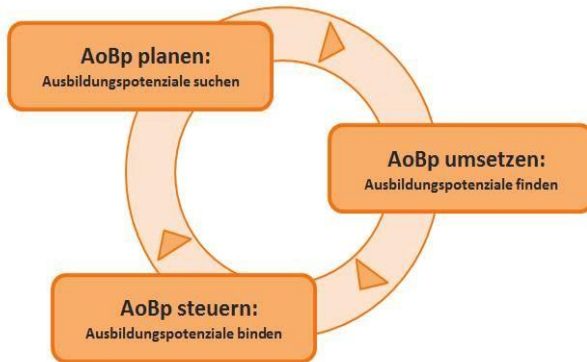 AoBp planen:
Ausbildungspotenziale suchen
AoBp umsetzen:
Ausbildungspotenziale finden
AoBp steuern:
Ausbildungspotenziale binden